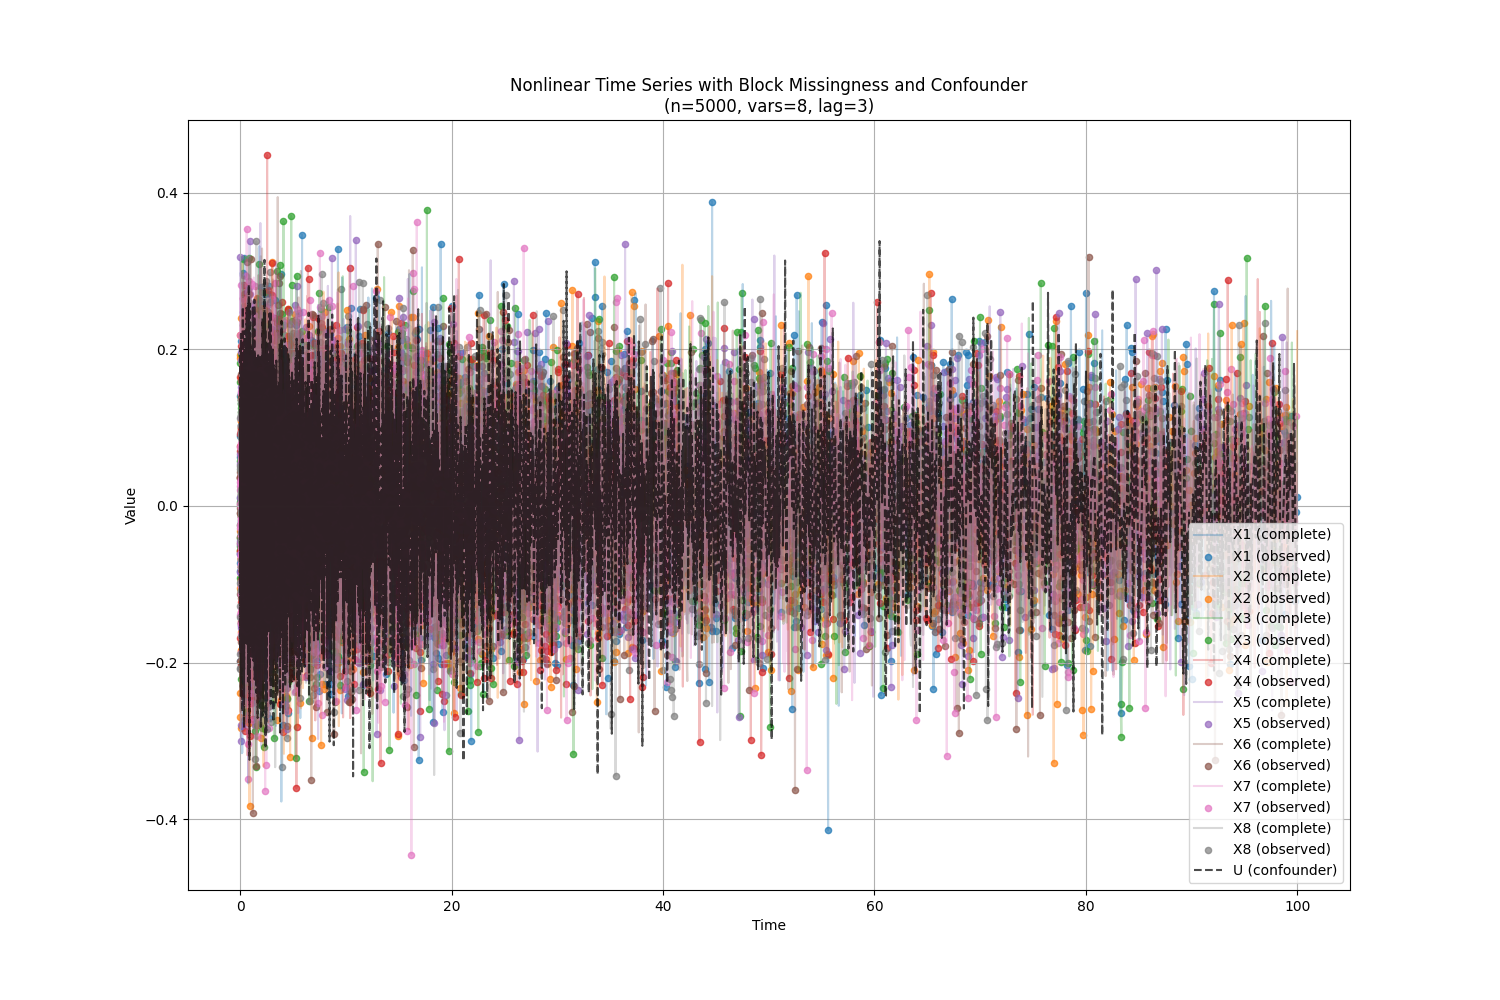 Nonlinear Time Series with Block Missingness and Confounder
(n=5000, vars=8, lag=3)
Value
0.4
0.2
0.0
−0.2
−0.4
0
20
40
60
80
100
Time
X1 (complete)
X1 (observed)
X2 (complete)
X2 (observed)
X3 (complete)
X3 (observed)
X4 (complete)
X4 (observed)
X5 (complete)
X5 (observed)
X6 (complete)
X6 (observed)
X7 (complete)
X7 (observed)
X8 (complete)
X8 (observed)
U (confounder)